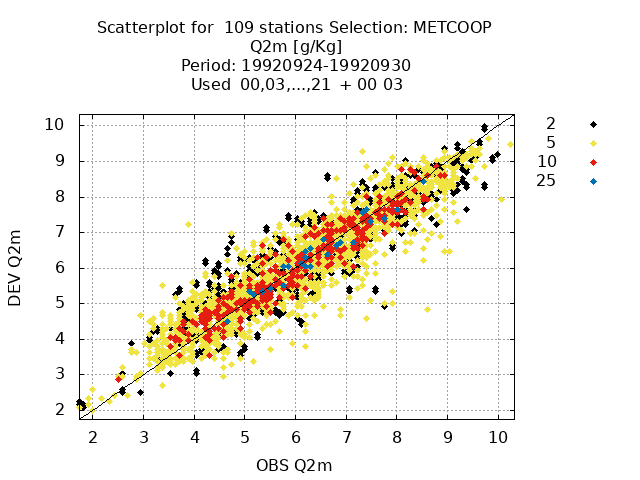 Scatterplot for  109 stations Selection: METCOOP
Q2m [g/Kg]
Period: 19920924-19920930
Used  00,03,...,21  + 00 03
2
5
10
25
DEV Q2m
10
9
8
7
6
5
4
3
2
2 3 4 5 6 7 8 9 10
OBS Q2m